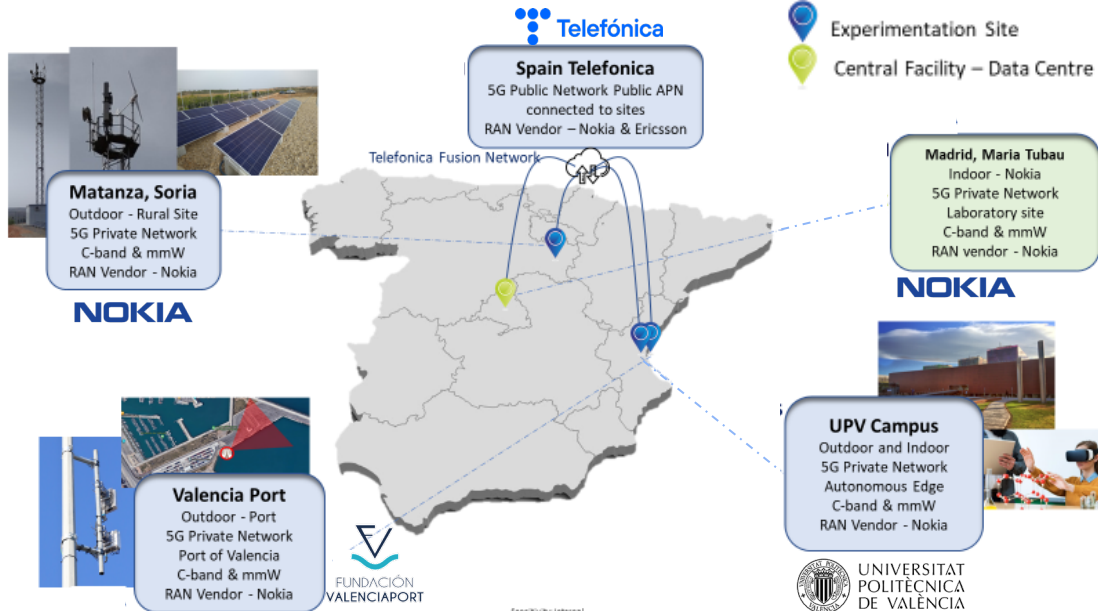 Telefónica
Experimentation Site
Central Facility – Data Centre
Spain Telefonica
5G Public Network Public APN
connected to sites
RAN Vendor – Nokia & Ericsson
Telefonica Fusion Network
Matanza, Soria
Outdoor - Rural Site
5G Private Network
C-band & mmW
RAN Vendor - Nokia
NOKIA
Madrid, Maria Tubau
Indoor - Nokia
5G Private Network
Laboratory site
C-band & mmW
RAN vendor - Nokia
NOKIA
Valencia Port
Outdoor - Port
5G Private Network
Port of Valencia
C-band & mmW
RAN Vendor - Nokia
FV
FUNDACIÓN
VALENCIAPORT
UPV Campus
Outdoor and Indoor
5G Private Network
Autonomous Edge
C-band & mmW
RAN Vendor - Nokia
UNIVERSITAT
POLITÈCNICA
DE VALÈNCIA